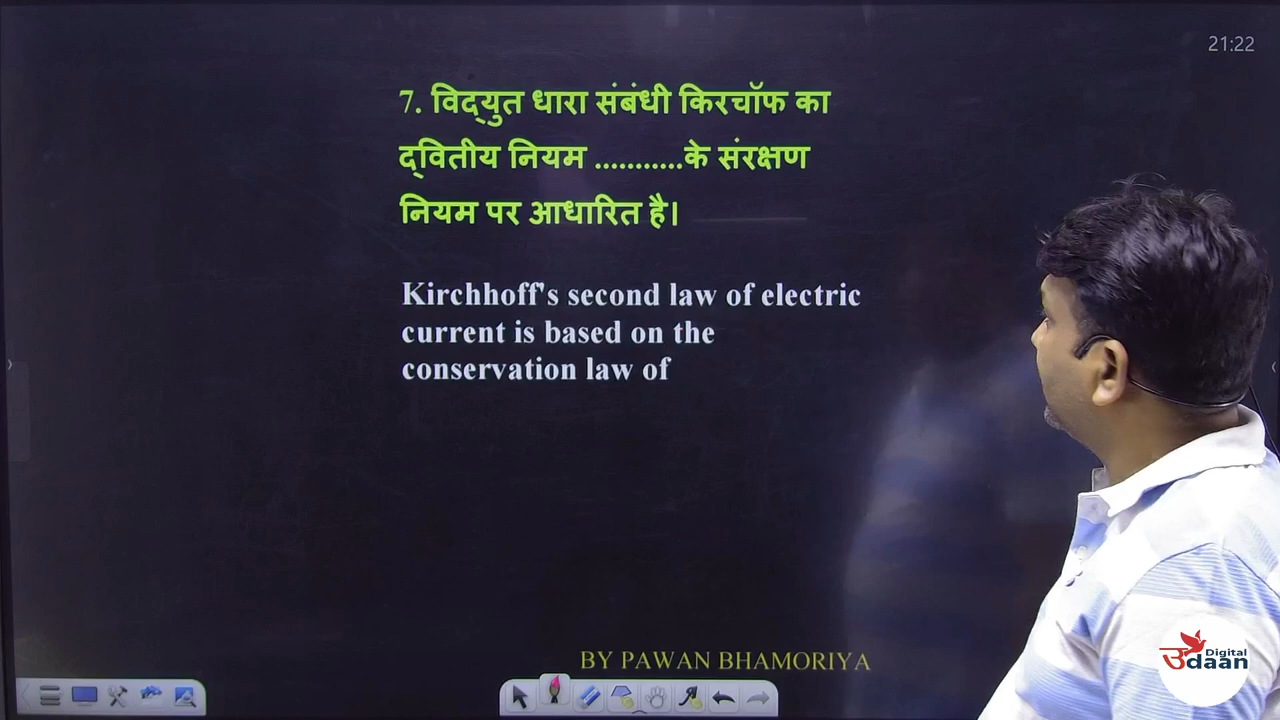 21:22
7. विद्युत धारा संबंधी किरचॉफ का
द्वितीय नियम ...........के संरक्षण
नियम पर आधारित है।
Kirchhoff's second law of electric
current is based on the
conservation law of
BY PAWAN BHAMORIYA
Digital
उdaan